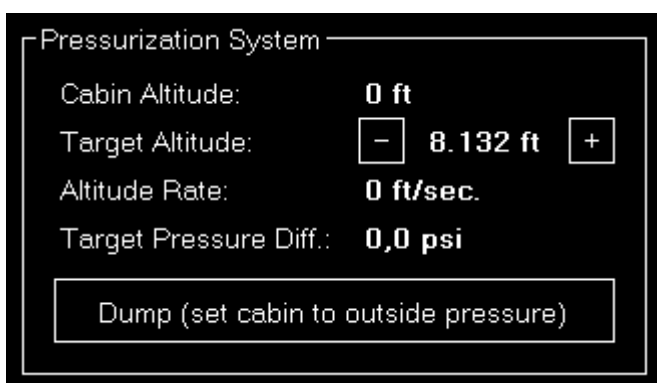 Pressurization System
Cabin Altitude: 0 ft
Target Altitude: - 8.132 ft +
Altitude Rate: 0 ft/sec.
Target Pressure Diff.: 0,0 psi
Dump (set cabin to outside pressure)